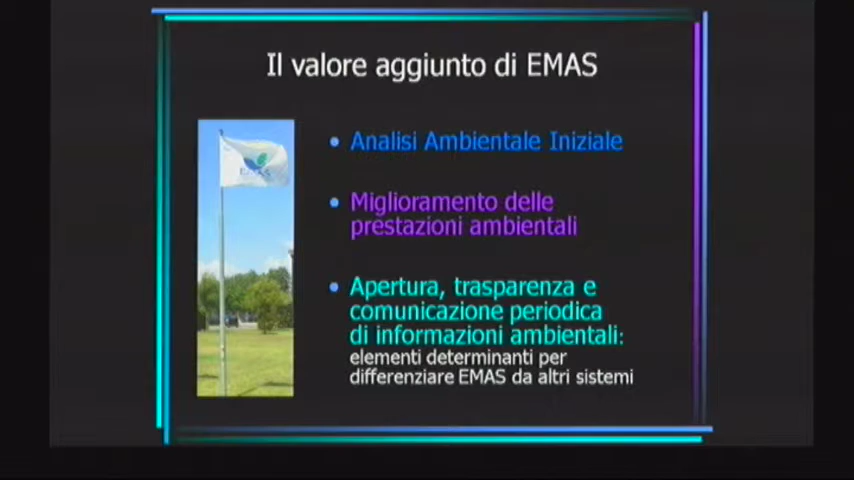 Il valore aggiunto di EMAS
• Analisi Ambientale Iniziale
• Miglioramento delle
prestazioni ambientali
• Apertura, trasparenza e
comunicazione periodica
di informazioni ambientali:
elementi determinanti per
differenziare EMAS da altri sistemi
EMAS